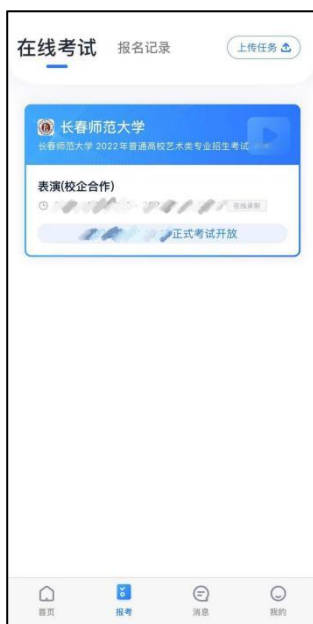 在线考试 报名记录 上传任务
长春师范大学
长春师范大学 2022年普通高校艺术类专业招生考试
表演(校企合作)
在线录制
正式考试开放
首页 报考 消息 我的